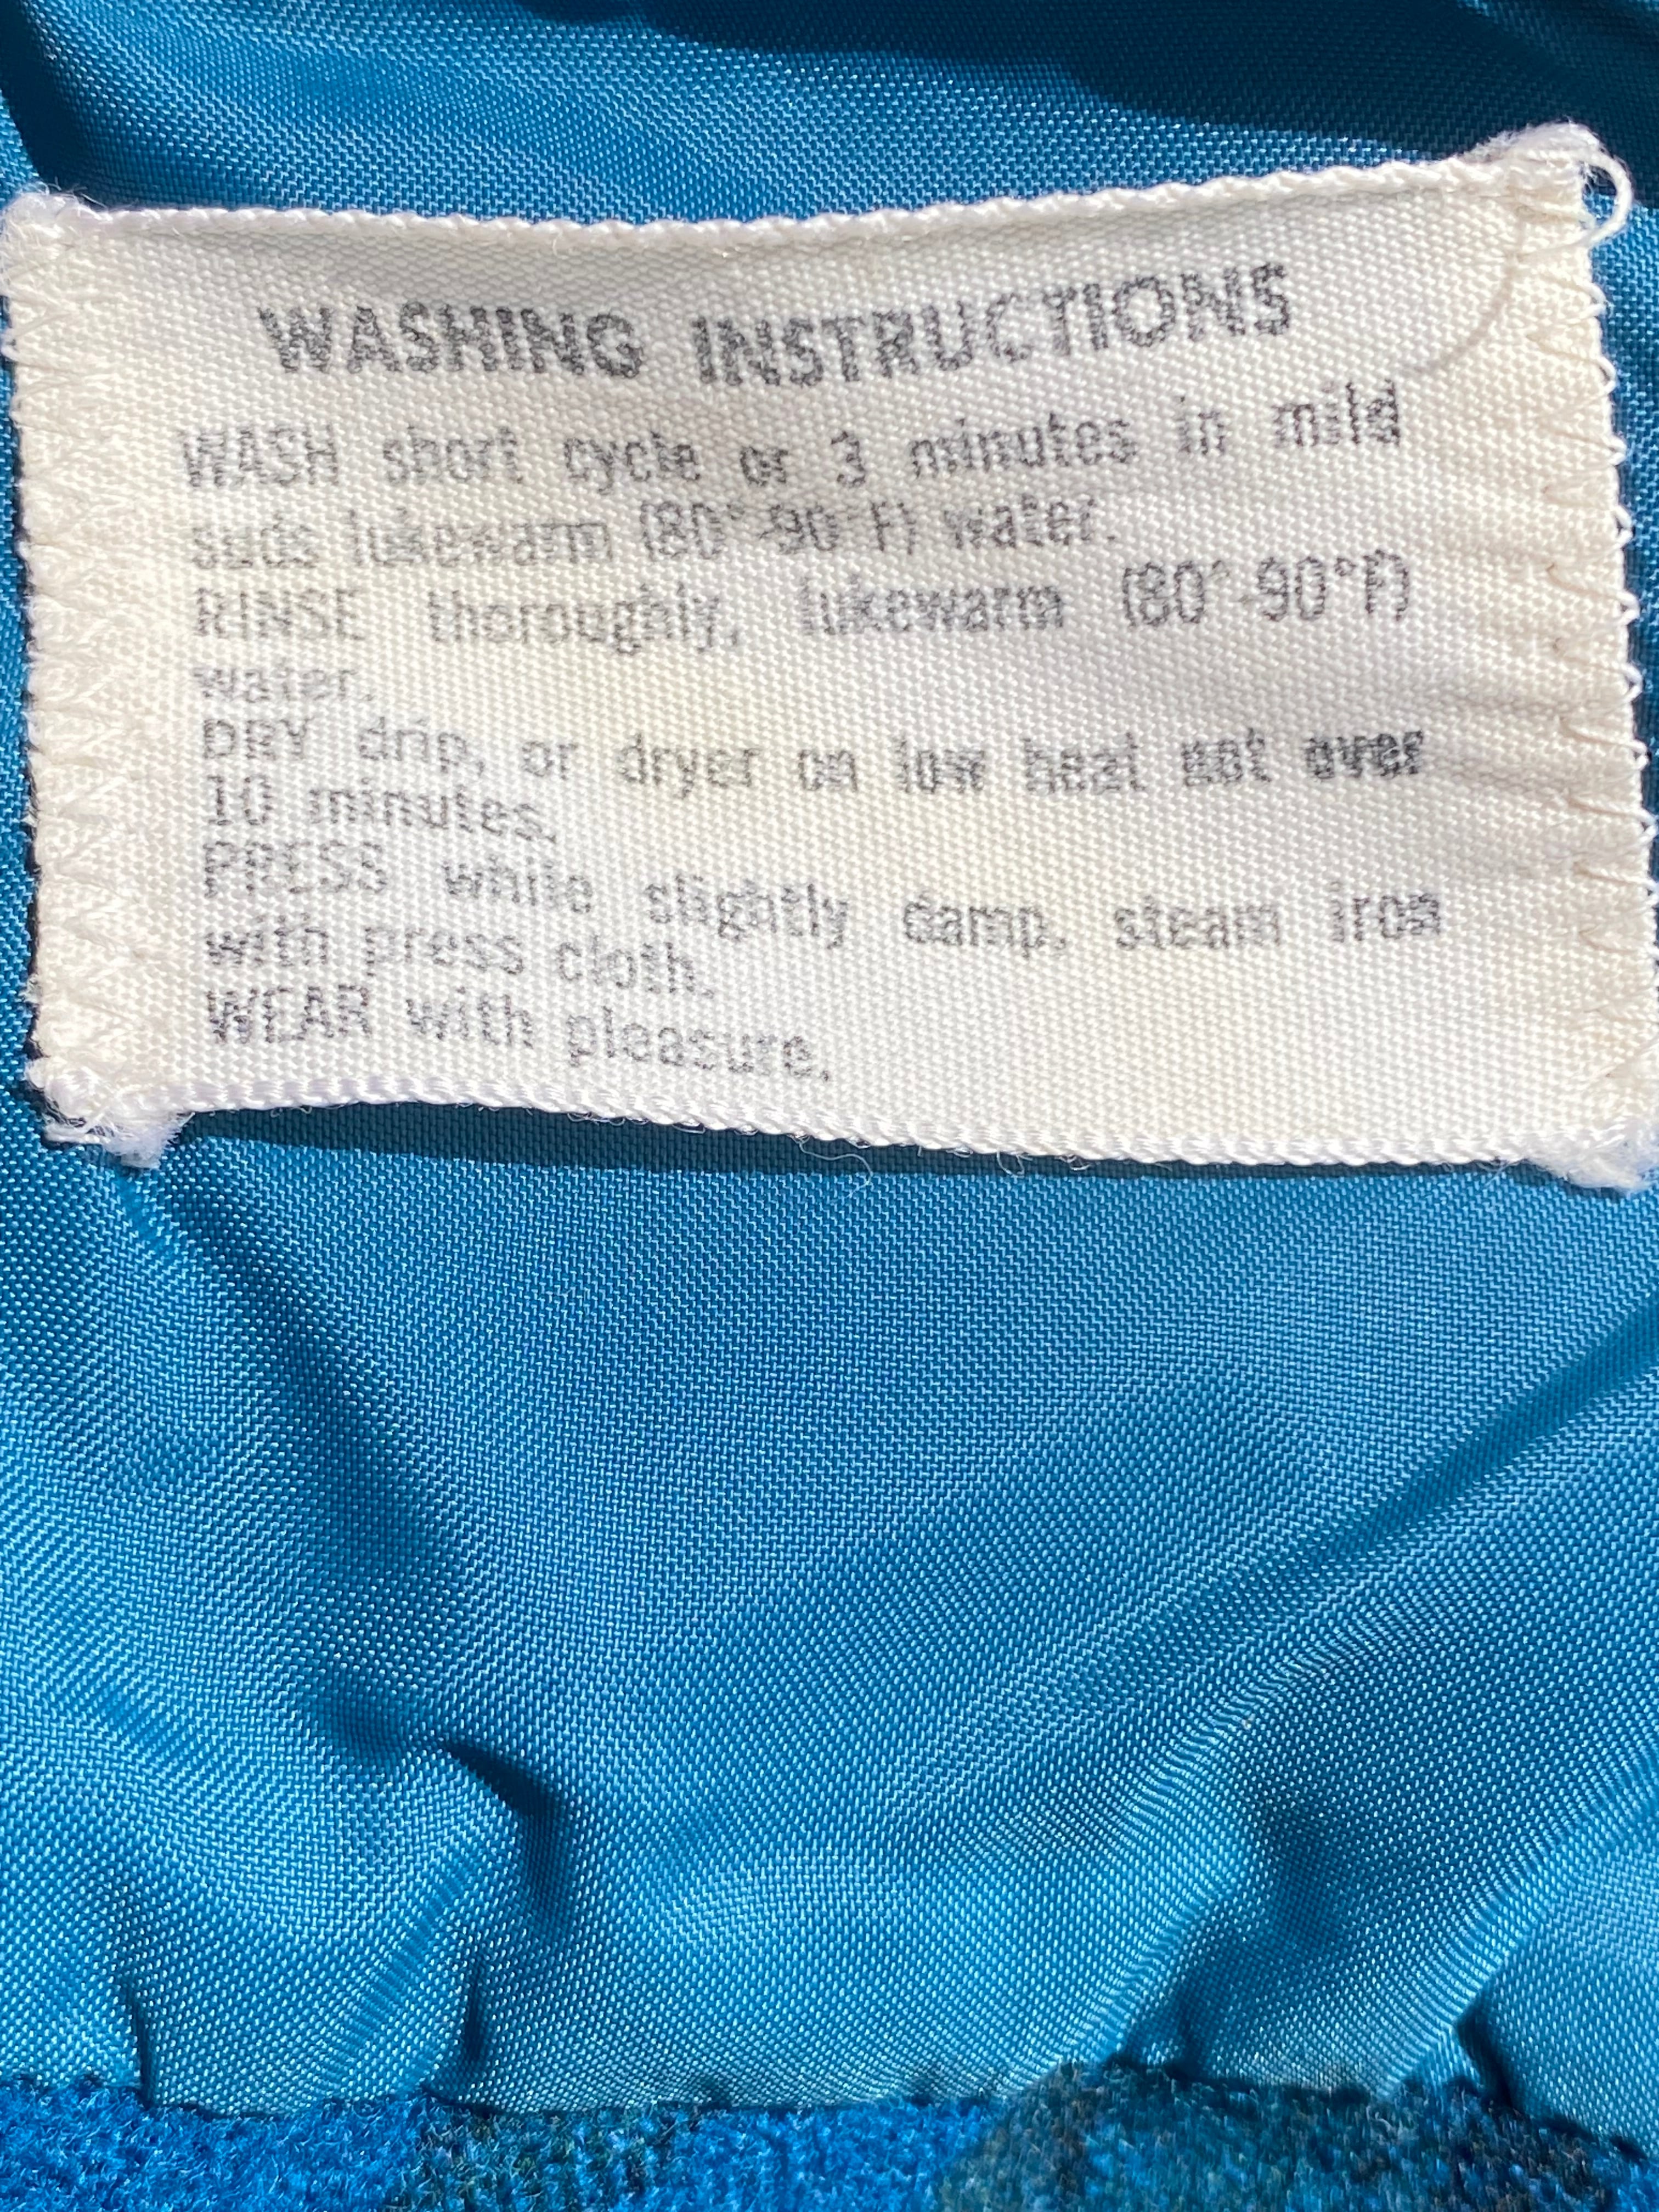 WASHING INSTRUCTIONS
WASH short cycle or 3 minutes in mild
suds lukewarm (80°-90°F) water.
RINSE thoroughly, lukewarm (80°-90°F)
water.
DRY drip, or dryer on low heat not over
10 minutes.
PRESS while slightly damp, steam iron
with press cloth.
WEAR with pleasure.